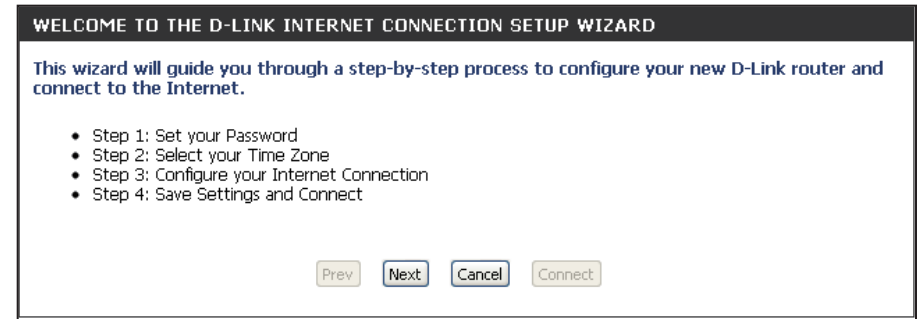 WELCOME TO THE D-LINK INTERNET CONNECTION SETUP WIZARD
This wizard will guide you through a step-by-step process to configure your new D-Link router and
connect to the Internet.
• Step 1: Set your Password
• Step 2: Select your Time Zone
• Step 3: Configure your Internet Connection
• Step 4: Save Settings and Connect
Prev Next Cancel Connect